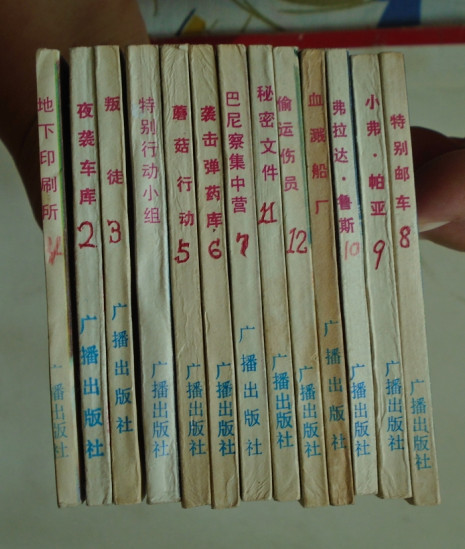 地下印刷所
广播出版社
夜袭车库
2
广播出版社
叛徒
3
广播出版社
特别行动小组
广播出版社
蘑菇行动
5
广播出版社
袭击弹药库
6
广播出版社
巴尼察集中营
7
广播出版社
秘密文件
11
广播出版社
偷运伤员
12
广播出版社
血溅船厂
广播出版社
弗拉达·鲁斯
10
广播出版社
小弗·帕亚
9
广播出版社
特别邮车
8
广播出版社